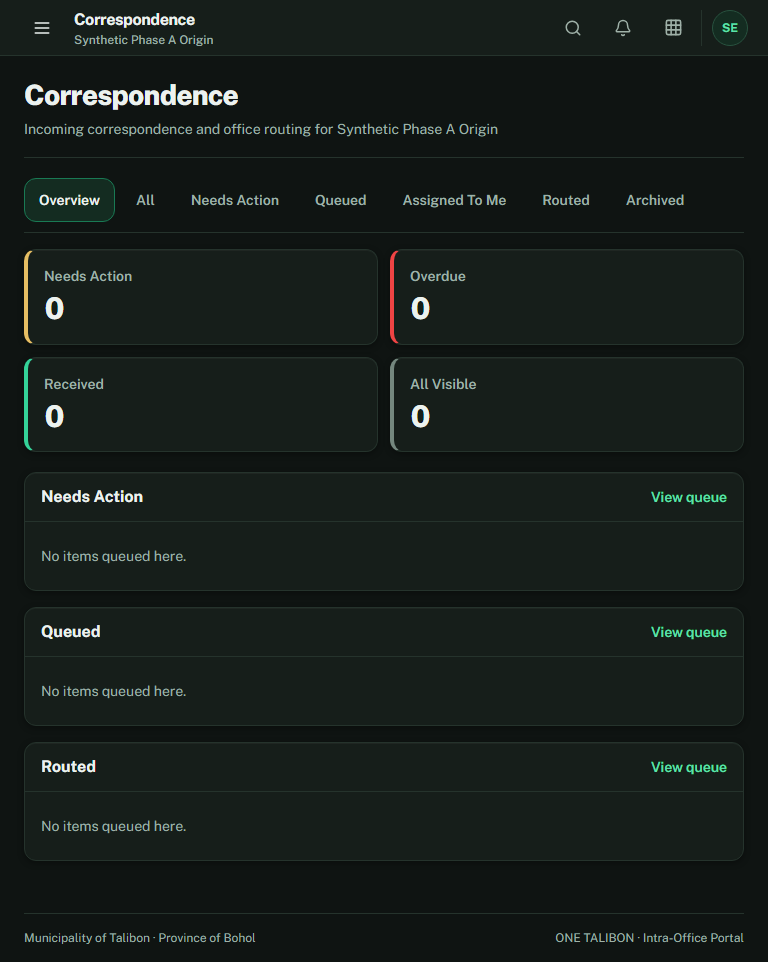 Correspondence
Synthetic Phase A Origin
SE
Correspondence
Incoming correspondence and office routing for Synthetic Phase A Origin
Overview All Needs Action Queued Assigned To Me Routed Archived
Needs Action
0
Overdue
0
Received
0
All Visible
0
Needs Action View queue
No items queued here.
Queued View queue
No items queued here.
Routed View queue
No items queued here.
Municipality of Talibon · Province of Bohol ONE TALIBON · Intra-Office Portal